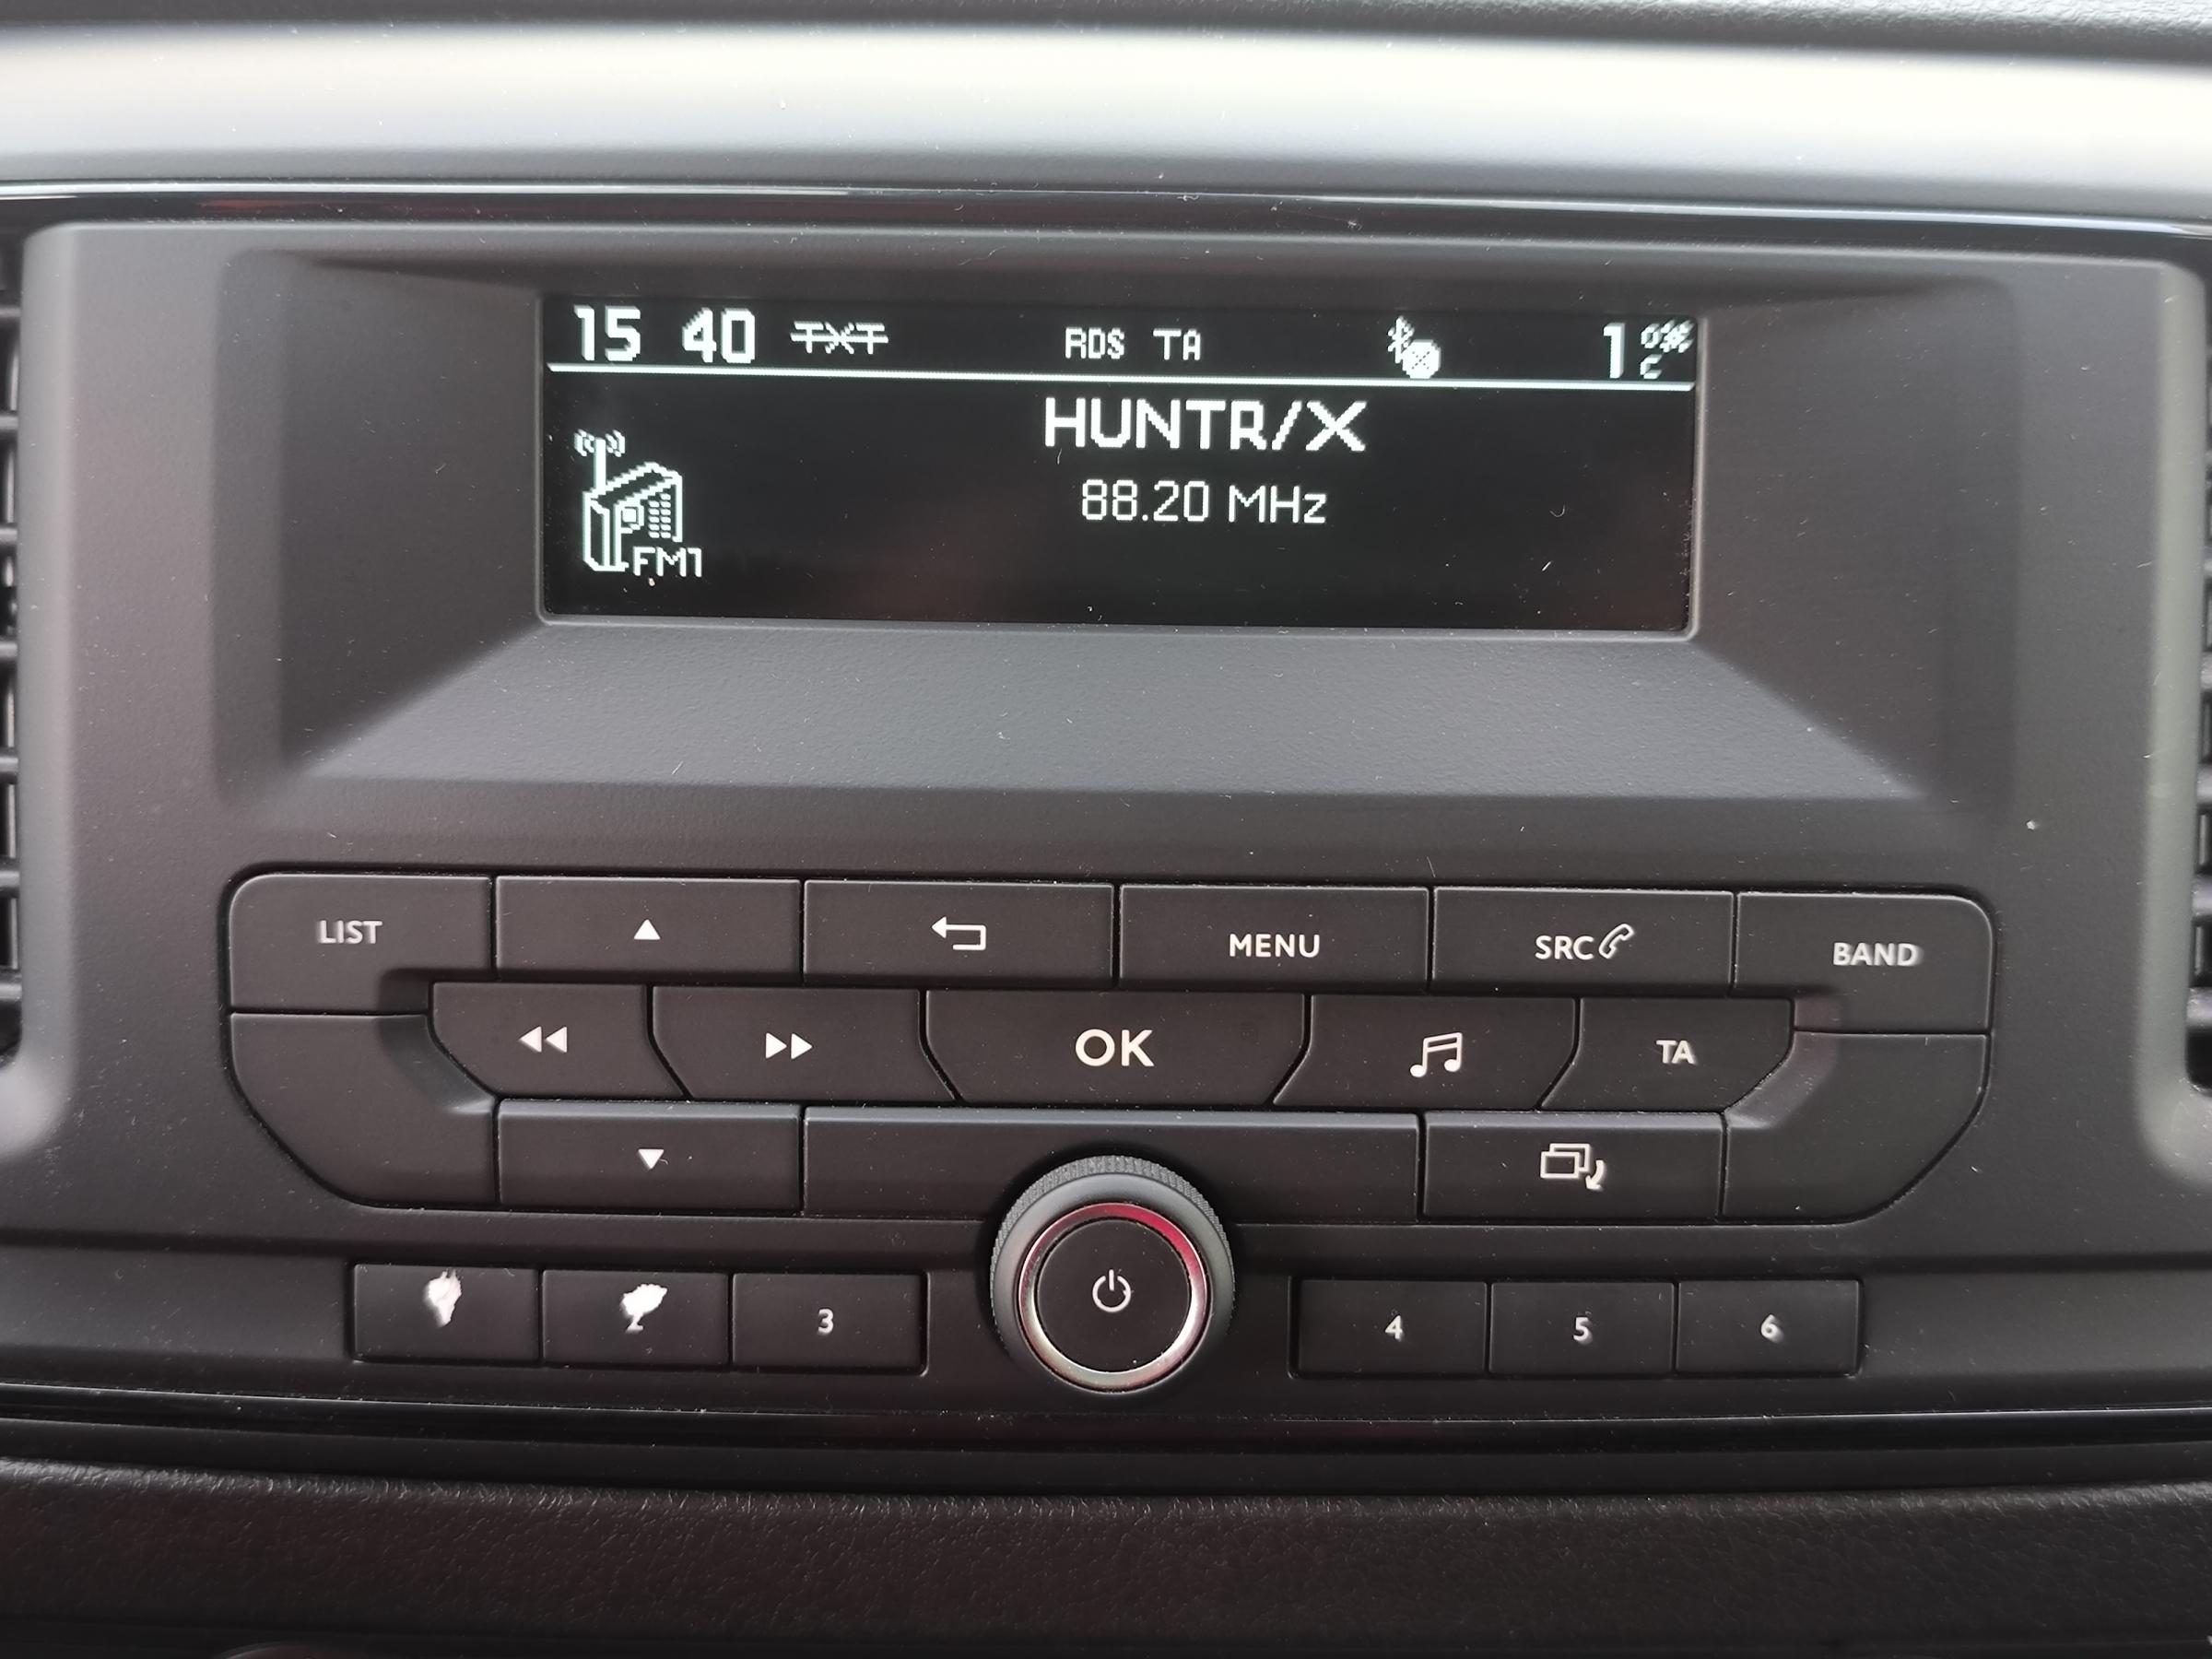 15 40 TXT RDS TA 1 °C
HUNTR/X
88.20 MHz
FM1
LIST MENU SRC BAND
OK TA
3 4 5 6